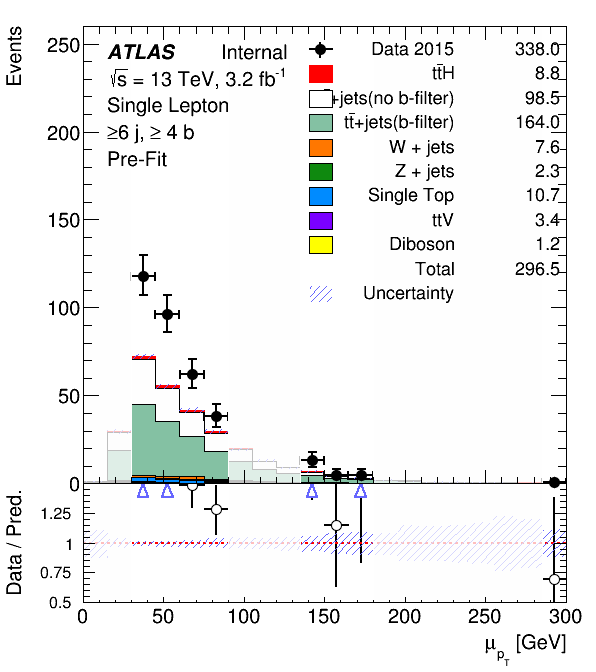 Events
250
200
150
100
50
0
ATLAS Internal
√s = 13 TeV, 3.2 fb-1
Single Lepton
≥6 j, ≥ 4 b
Pre-Fit
Data 2015 338.0
tt̄H 8.8
+jets(no b-filter) 98.5
tt̄+jets(b-filter) 164.0
W + jets 7.6
Z + jets 2.3
Single Top 10.7
ttV 3.4
Diboson 1.2
Total 296.5
Uncertainty
Data / Pred.
1.25
1
0.75
0.5
0 50 100 150 200 250 300
μpT [GeV]